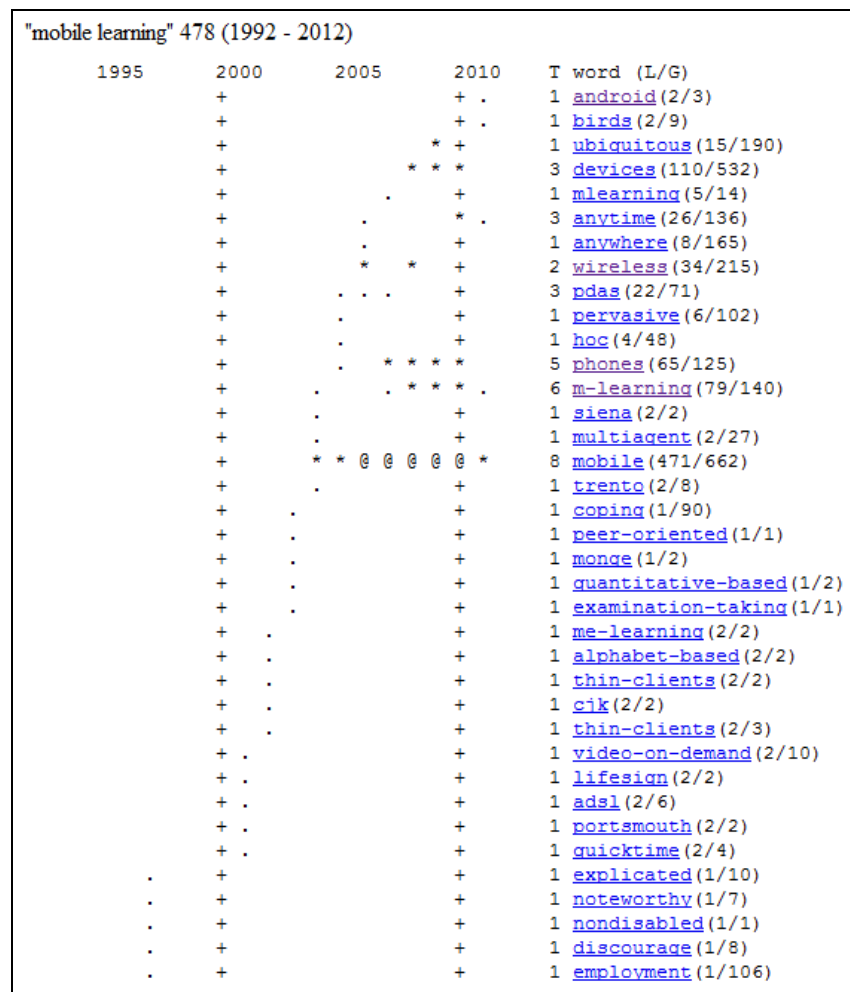 "mobile learning" 478 (1992 - 2012)
1995 2000 2005 2010 T word (L/G)
+ + . 1 android(2/3)
+ + . 1 birds(2/9)
+ * + 1 ubiquitous(15/190)
+ * * * 3 devices(110/532)
+ . + 1 mlearning(5/14)
+ . * . 3 anytime(26/136)
+ . + 1 anywhere(8/165)
+ * * + 2 wireless(34/215)
+ . . . + 3 pdas(22/71)
+ . + 1 pervasive(6/102)
+ . + 1 hoc(4/48)
+ . * * * * 5 phones(65/125)
+ . . * * * . 6 m-learning(79/140)
+ . + 1 siena(2/2)
+ . + 1 multiagent(2/27)
+ * * @ @ @ @ @ * 8 mobile(471/662)
+ . + 1 trento(2/8)
+ . + 1 coping(1/90)
+ . + 1 peer-oriented(1/1)
+ . + 1 monge(1/2)
+ . + 1 quantitative-based(1/2)
+ . + 1 examination-taking(1/1)
+ . + 1 me-learning(2/2)
+ . + 1 alphabet-based(2/2)
+ . + 1 thin-clients(2/2)
+ . + 1 cjk(2/2)
+ . + 1 thin-clients(2/3)
+ . + 1 video-on-demand(2/10)
+ . + 1 lifesign(2/2)
+ . + 1 adsl(2/6)
+ . + 1 portsmouth(2/2)
+ . + 1 quicktime(2/4)
. + + 1 explicated(1/10)
. + + 1 noteworthy(1/7)
. + + 1 nondisabled(1/1)
. + + 1 discourage(1/8)
. + + 1 employment(1/106)